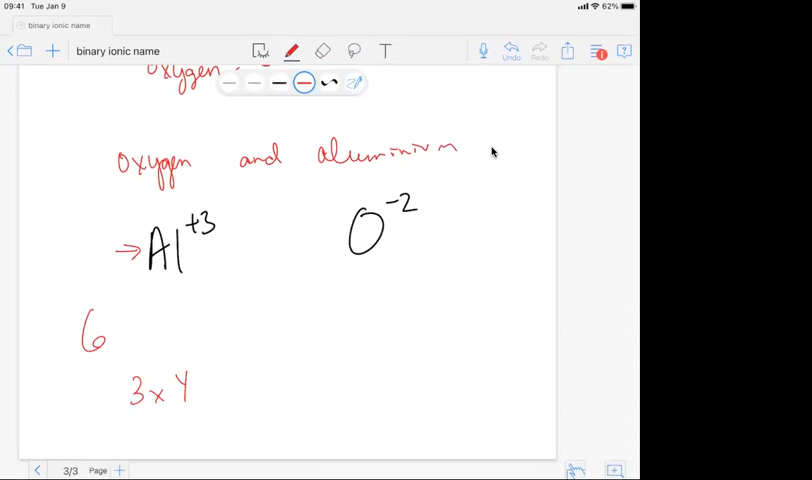 09:41 Tue Jan 9
62%
binary ionic name
binary ionic name
T
Undo
Redo
oxygen
oxygen and aluminium
Al+3 O-2
6
3 x Y
3/3 Page